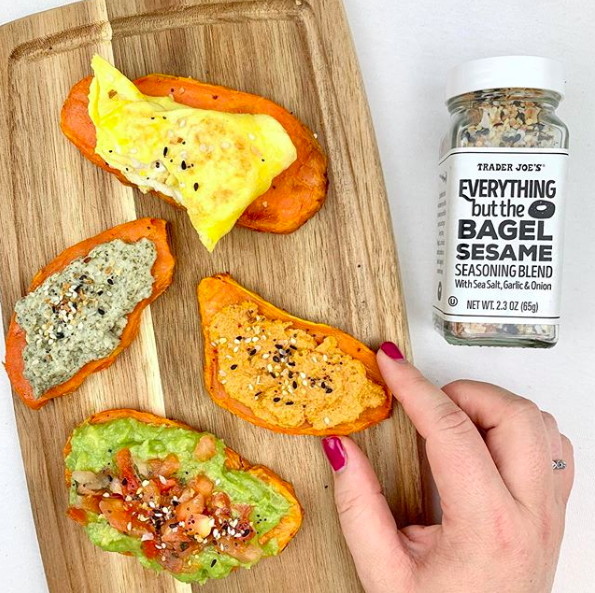 TRADER JOE'S®
EVERYTHING
but the
BAGEL
SESAME
SEASONING BLEND
With Sea Salt, Garlic & Onion
U
NET WT. 2.3 OZ (65g)